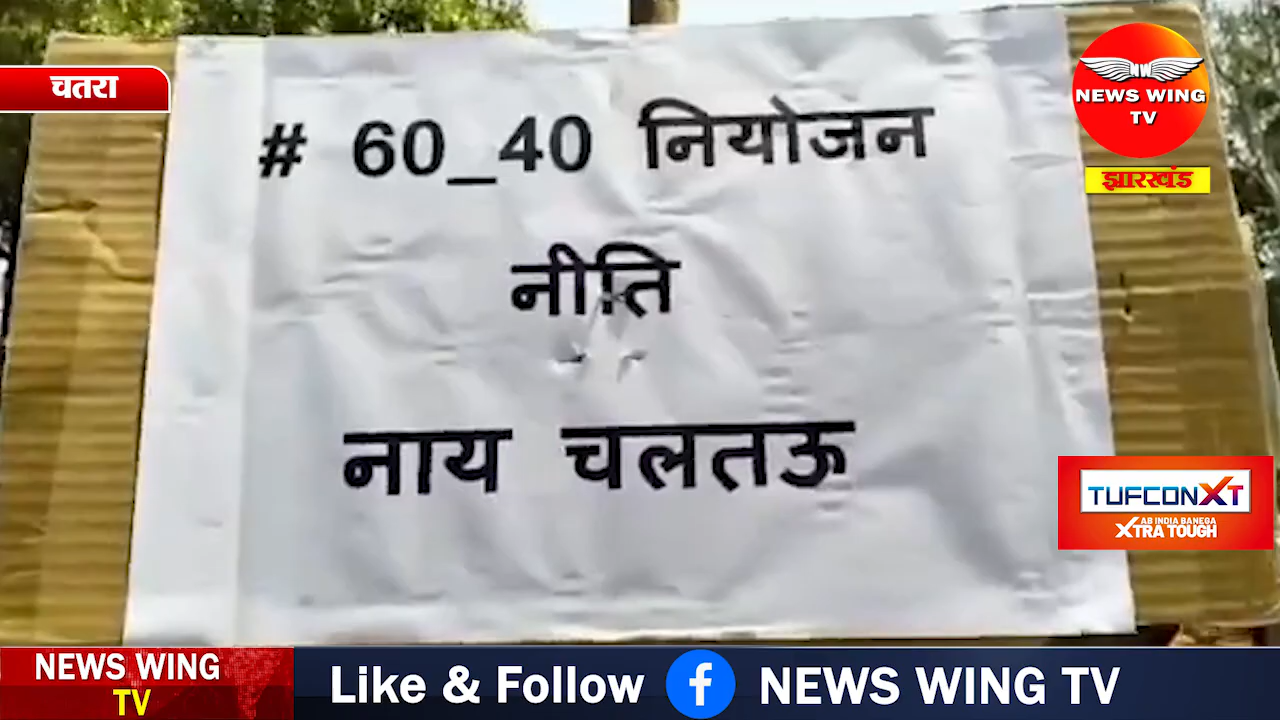 चतरा
NEWS WING
TV
झारखंड
# 60_40 नियोजन
नीति
नाय चलतऊ
TUFCONXT
AB INDIA BANEGA
XTRA TOUGH
NEWS WING
TV
Like & Follow f NEWS WING TV